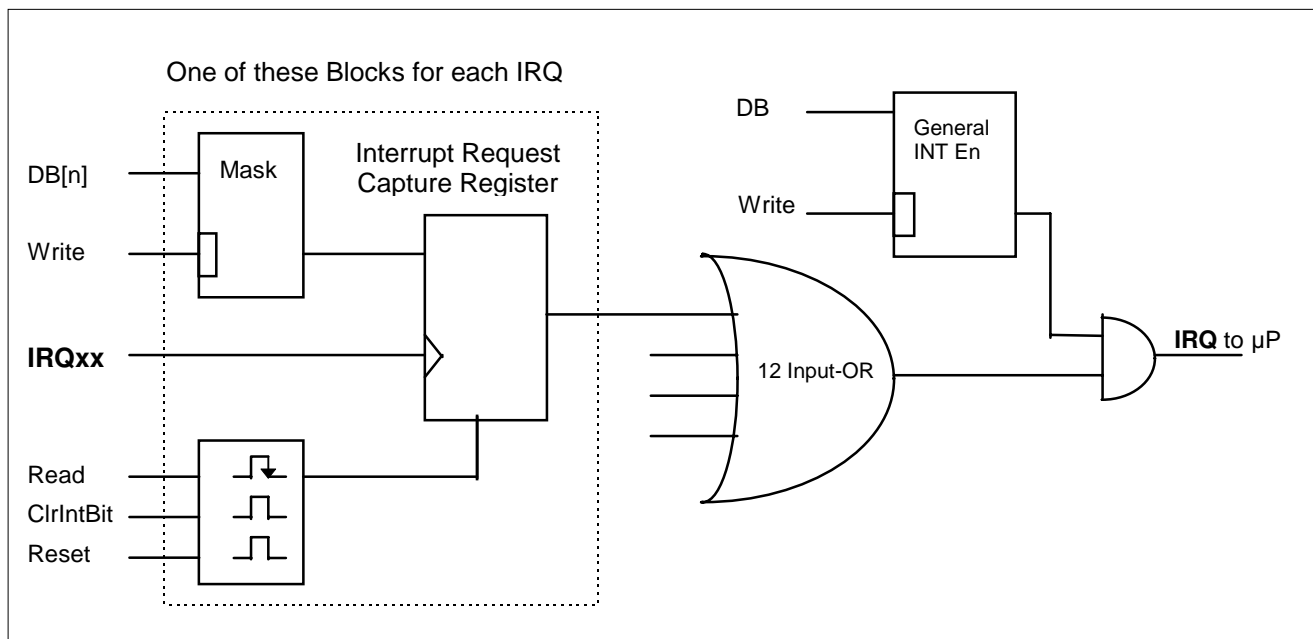 One of these Blocks for each IRQ
DB[n]
Mask
Interrupt Request
Capture Register
Write
IRQxx
Read
ClrIntBit
Reset
DB
General
INT En
Write
12 Input-OR
IRQ to µP